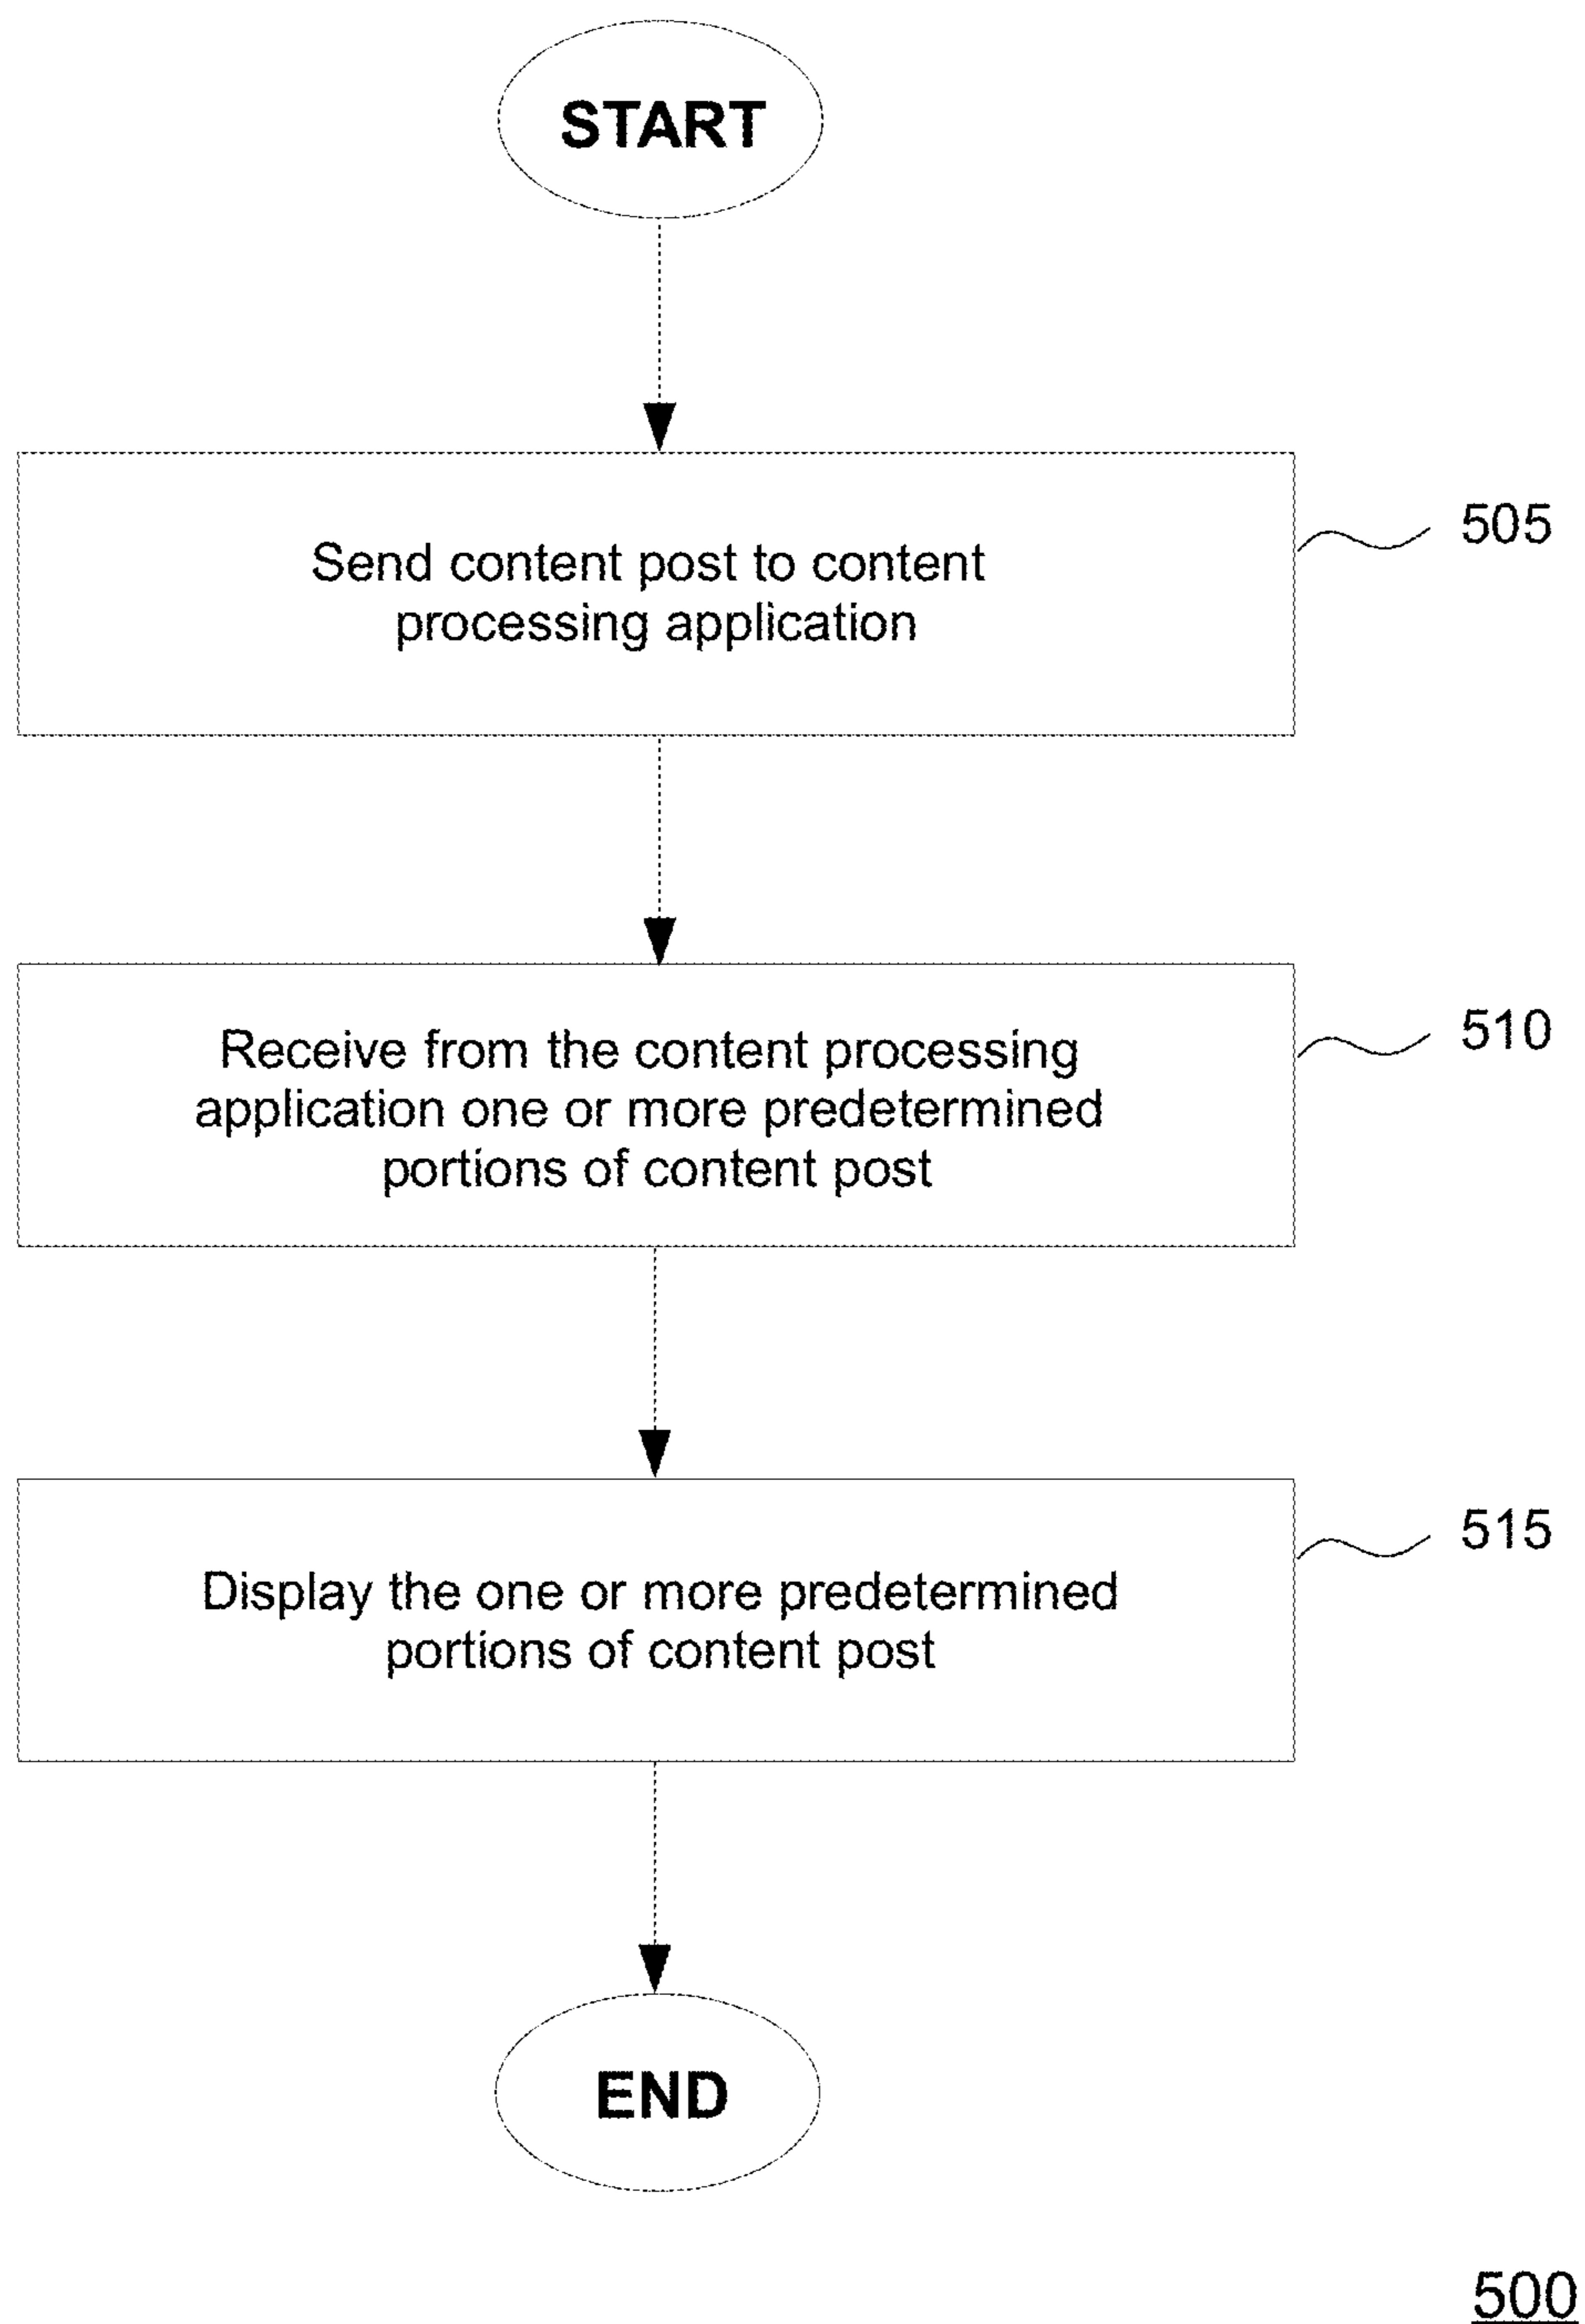 START
Send content post to content
processing application
505
Receive from the content processing
application one or more predetermined
portions of content post
510
Display the one or more predetermined
portions of content post
515
END
500